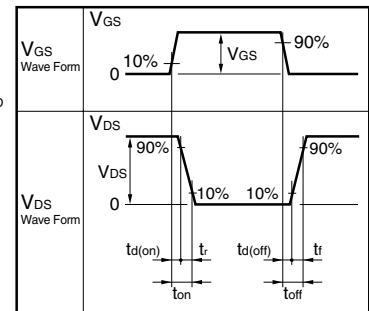 VGS
VGS
Wave Form
10%
VGS
90%
0
VDS
90%
VDS
10%
10%
90%
0
VDS
Wave Form
td(on)
tr
td(off)
tf
ton
toff